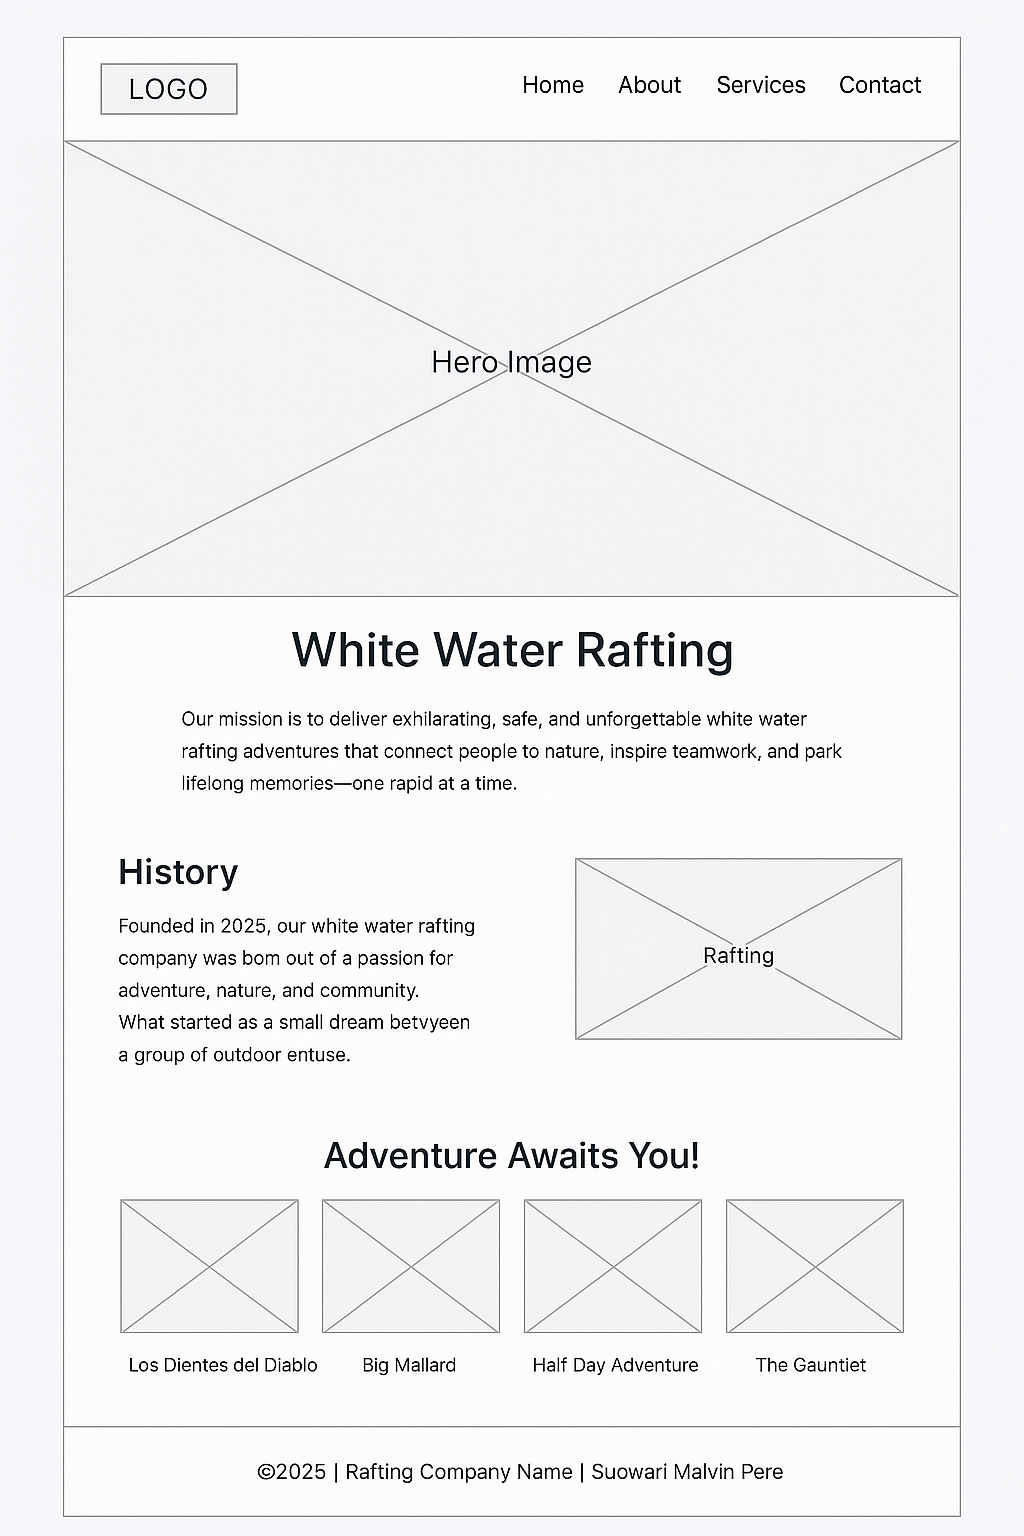 LOGO
Home About Services Contact
Hero Image
White Water Rafting
Our mission is to deliver exhilarating, safe, and unforgettable white water
rafting adventures that connect people to nature, inspire teamwork, and park
lifelong memories—one rapid at a time.
History
Founded in 2025, our white water rafting
company was bom out of a passion for
adventure, nature, and community.
What started as a small dream betvyeen
a group of outdoor entuse.
Rafting
Adventure Awaits You!
Los Dientes del Diablo
Big Mallard
Half Day Adventure
The Gauntiet
©2025 | Rafting Company Name | Suowari Malvin Pere